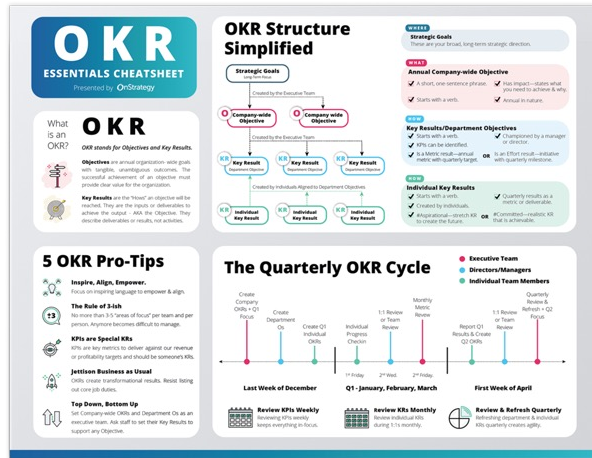 OKR
ESSENTIALS CHEATSHEET
Presented by OnStrategy
What
is an
OKR?
OKR
OKR stands for Objectives and Key Results.
Objectives are annual organization- wide goals
with tangible, unambiguous outcomes. The
successful achievement of an objective must
provide clear value for the organization.
Key Results are the "Hows" an objective will be
reached. They are the inputs or deliverables to
achieve the output - AKA the Objective. They
describe deliverables or results, not activities.
OKR Structure
Simplified
Strategic Goals
Long-Term Focus
Created by the Executive Team
O
Company-wide
Objective
O
Company wide
Objective
Created by the Executive Team
KR
Key Result
Department Objective
KR
Key Result
Department Objective
KR
Key Result
Department Objective
Created by Individuals Aligned to Department Objectives
KR
Individual
Key Result
KR
Individual
Key Result
KR
Individual
Key Result
WHERE
Strategic Goals
These are your broad, long-term strategic direction.
WHAT
Annual Company-wide Objective
A short, one-sentence phrase.
Has impact—states what
you need to achieve & why.
Starts with a verb.
Annual in nature.
HOW
Key Results/Department Objectives
Starts with a verb.
Championed by a manager
or director.
KPIs can be identified.
Is a Metric result—annual
metric with quarterly target.
OR
Is an Effort result—initiative
with quarterly milestone.
HOW
Individual Key Results
Starts with a verb.
Quarterly results as a
metric or deliverable.
Created by individuals.
#Aspirational—stretch KR
to create the future.
OR
#Committed—realistic KR
that is achievable.
5 OKR Pro-Tips
Inspire, Align, Empower.
Focus on inspiring language to empower & align.
±3
The Rule of 3-ish
No more than 3-5 "areas of focus" per team and per
person. Anymore becomes difficult to manage.
KPIs are Special KRs
KPIs are key metrics to deliver against our revenue
or profitability targets and should be someone's KRs.
Jettison Business as Usual
OKRs create transformational results. Resist listing
out core job duties.
Top Down, Bottom Up
Set Company-wide OKRs and Department Os as an
executive team. Ask staff to set their Key Results to
support any Objective.
The Quarterly OKR Cycle
Executive Team
Directors/Managers
Individual Team Members
Create
Company
OKRs + Q1
Focus
Create
Department
Os
Create Q1
Individual
OKRs
Individual
Progress
Checkin
1:1 Review
or Team
Review
Monthly
Metric
Review
Report Q1
Results &
Create
Q2 OKRs
1:1 Review
or Team
Review
Quarterly
Review &
Refresh + Q2
Focus
1st Friday
2nd Wed.
2nd Friday
Last Week of December
Q1 - January, February, March
First Week of April
Review KPIs Weekly
Reviewing KPIs weekly
keeps everything in-focus.
Review KRs Monthly
Review individual KRs
during 1:1s monthly.
Review & Refresh Quarterly
Refreshing department & individual
KRs quarterly creates agility.